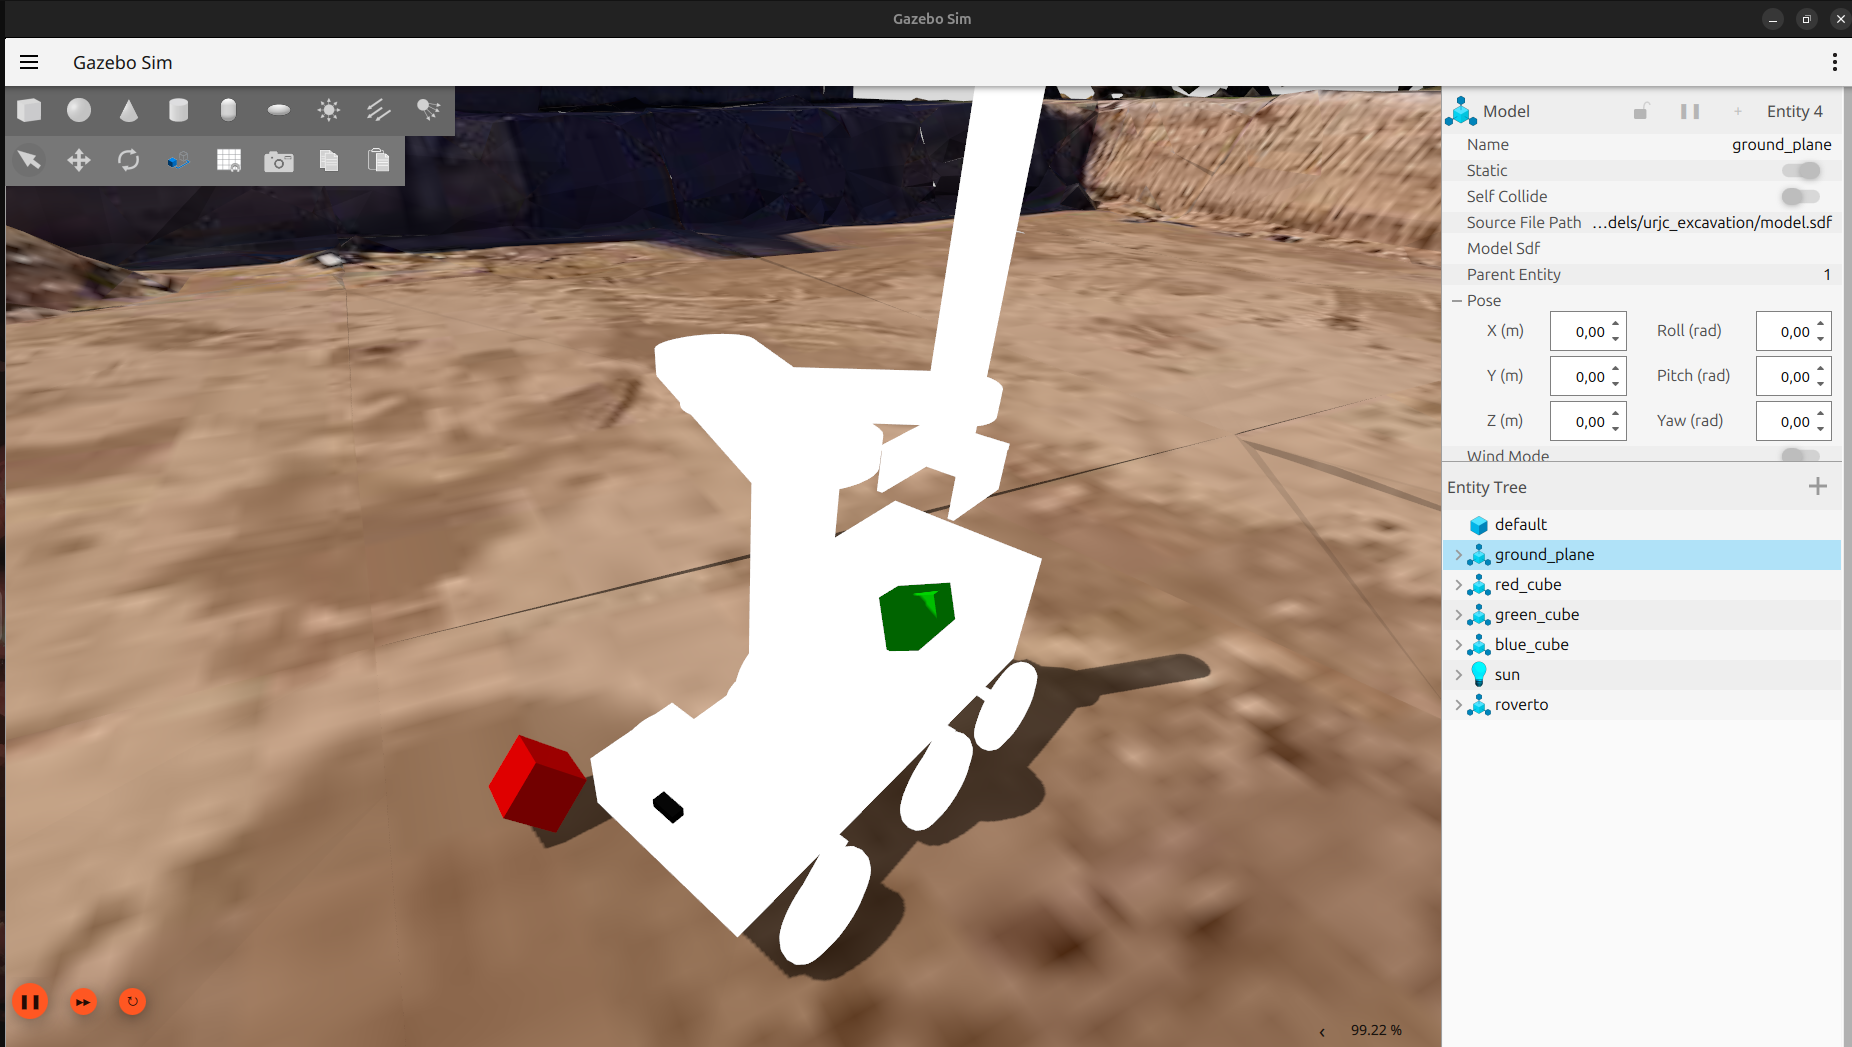 Gazebo Sim
Gazebo Sim
Model
Entity 4
Name ground_plane
Static
Self Collide
Source File Path ...dels/urjc_excavation/model.sdf
Model Sdf
Parent Entity 1
Pose
X (m) 0,00 Roll (rad) 0,00
Y (m) 0,00 Pitch (rad) 0,00
Z (m) 0,00 Yaw (rad) 0,00
Wind Mode
Entity Tree
default
ground_plane
red_cube
green_cube
blue_cube
sun
roverto
99.22 %